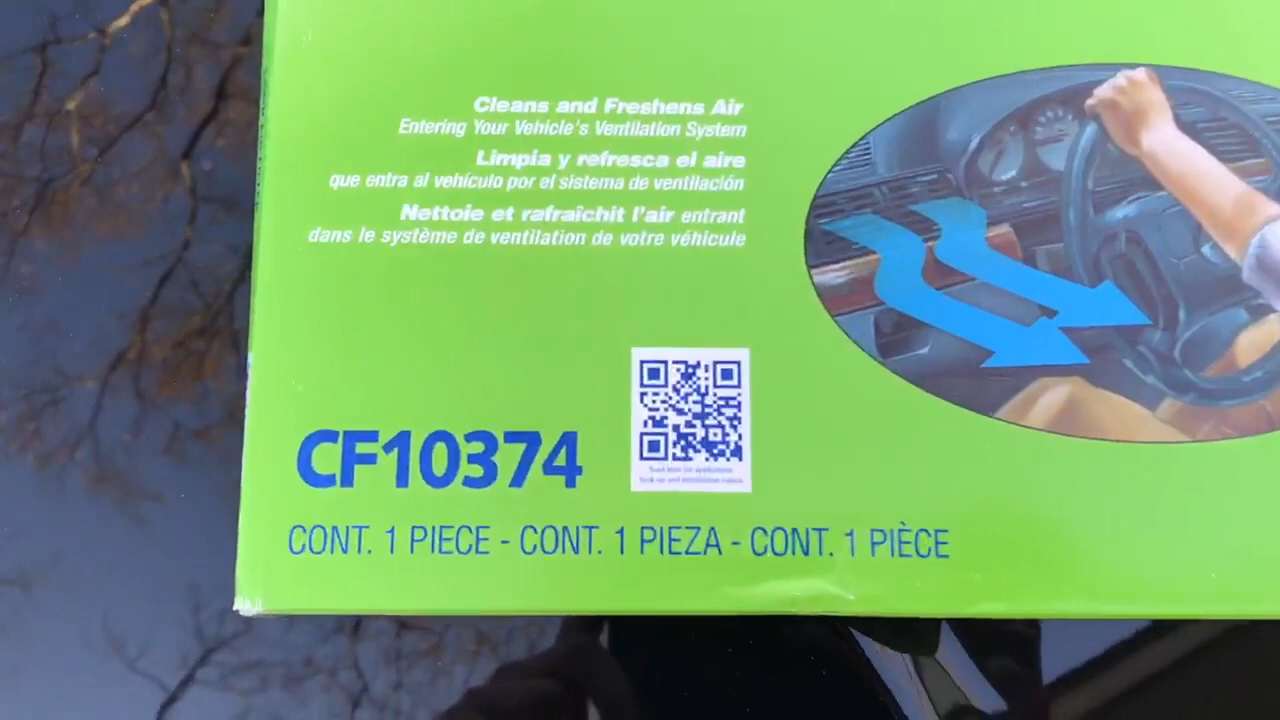 Cleans and Freshens Air
Entering Your Vehicle's Ventilation System
Limpia y refresca el aire
que entra al vehículo por el sistema de ventilación
Nettoie et rafraîchit l'air entrant
dans le système de ventilation de votre véhicule
CF10374
CONT. 1 PIECE - CONT. 1 PIEZA - CONT. 1 PIÈCE